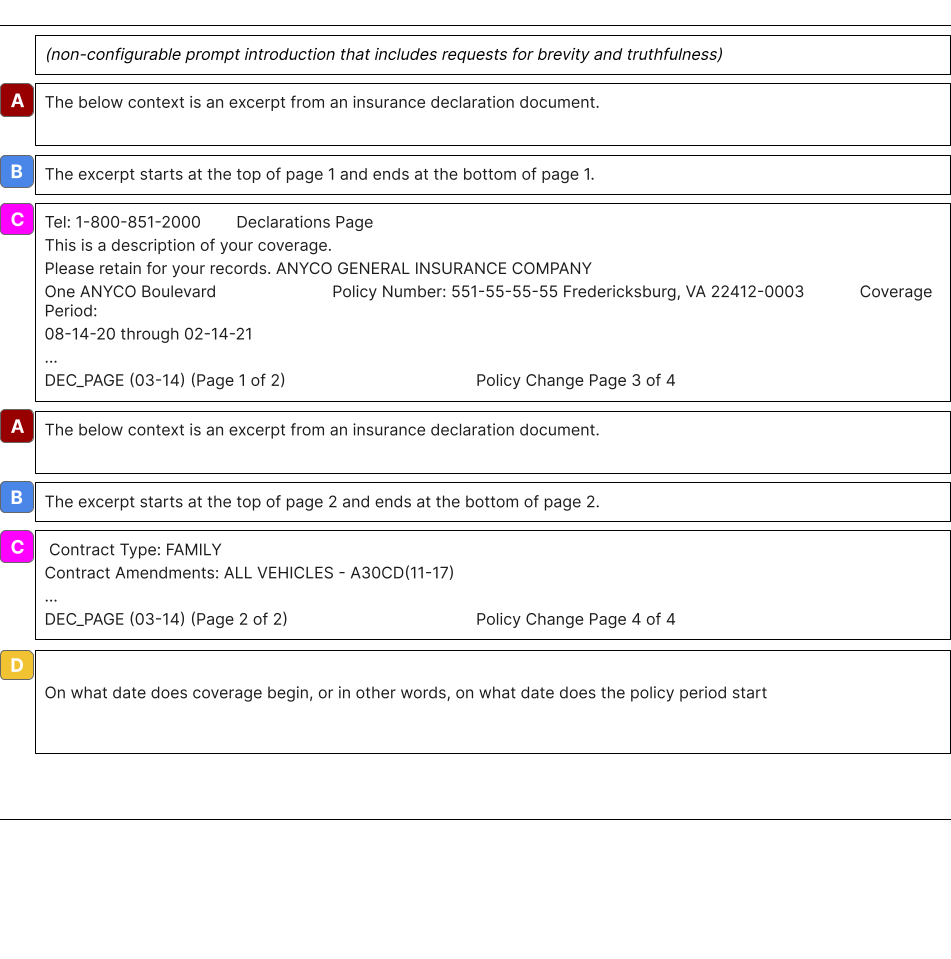 (non-configurable prompt introduction that includes requests for brevity and truthfulness)
A
The below context is an excerpt from an insurance declaration document.
B
The excerpt starts at the top of page 1 and ends at the bottom of page 1.
C
Tel: 1-800-851-2000 Declarations Page
This is a description of your coverage.
Please retain for your records. ANYCO GENERAL INSURANCE COMPANY
One ANYCO Boulevard Policy Number: 551-55-55-55 Fredericksburg, VA 22412-0003 Coverage
Period:
08-14-20 through 02-14-21
...
DEC_PAGE (03-14) (Page 1 of 2) Policy Change Page 3 of 4
A
The below context is an excerpt from an insurance declaration document.
B
The excerpt starts at the top of page 2 and ends at the bottom of page 2.
C
Contract Type: FAMILY
Contract Amendments: ALL VEHICLES - A30CD(11-17)
...
DEC_PAGE (03-14) (Page 2 of 2) Policy Change Page 4 of 4
D
On what date does coverage begin, or in other words, on what date does the policy period start